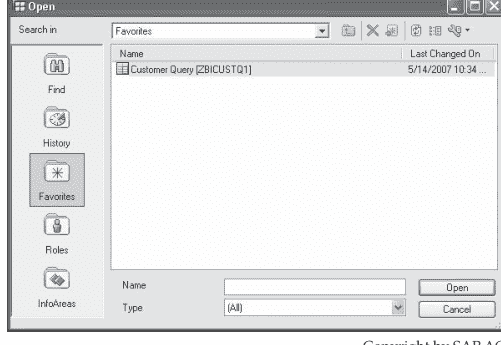 Open
Search in
Favorites
Name
Last Changed On
Customer Query [ZBICUSTQ1]
5/14/2007 10:34 ...
Find
History
Favorites
Roles
InfoAreas
Name
Open
Type
(All)
Cancel
Copyright by SAP AG